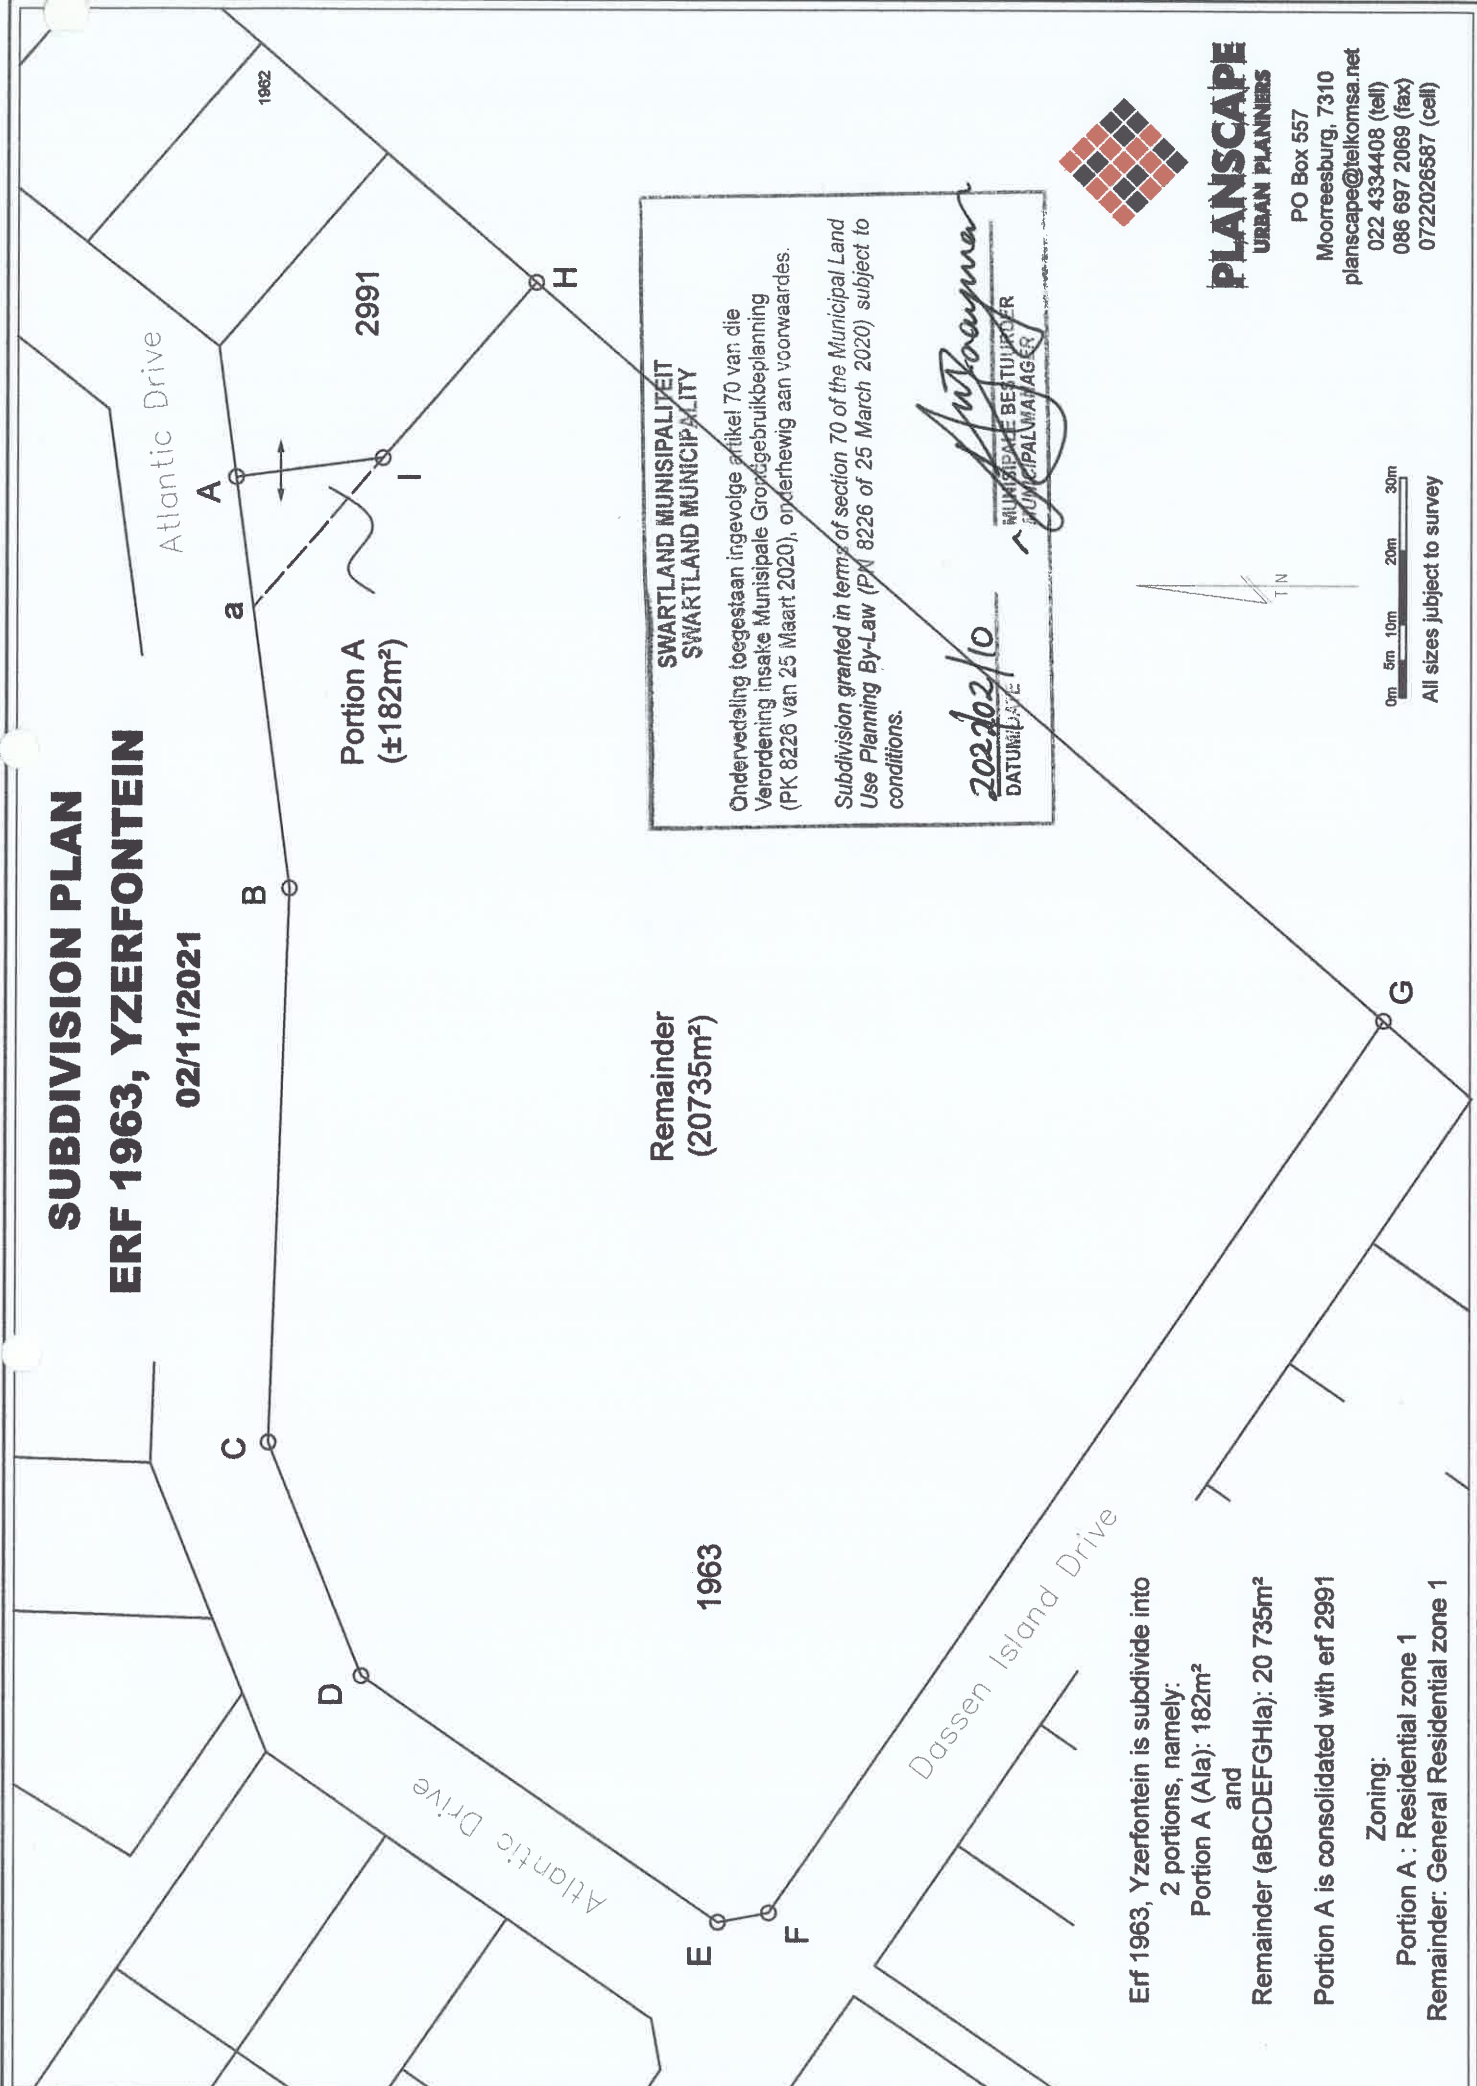 SUBDIVISION PLAN
ERF 1963, YZERFONTEIN
02/11/2021
Atlantic Drive
1962
2991
A
a
I
H
B
C
D
E
F
G
Portion A
(±182m²)
Remainder
(20735m²)
1963
Atlantic Drive
Dassen Island Drive
SWARTLAND MUNISIPALITEIT
SWARTLAND MUNICIPALITY
Ondervedeling toegestaan ingevolge artikel 70 van die
Verordening insake Munisipale Grondgebruikbeplanning
(PK 8226 van 25 Maart 2020), onderhewig aan voorwaardes.
Subdivision granted in terms of section 70 of the Municipal Land
Use Planning By-Law (PN 8226 of 25 March 2020) subject to
conditions.
2022/02/10
DATUM/DATE
MUNISIPALE BESTUURDER
MUNICIPAL MANAGER
TN
0m 5m 10m 20m 30m
All sizes jubject to survey
PLANSCAPE
URBAN PLANNERS
PO Box 557
Moorreesburg, 7310
planscape@telkomsa.net
022 4334408 (tell)
086 697 2069 (fax)
0722026587 (cell)
Erf 1963, Yzerfontein is subdivide into
2 portions, namely:
Portion A (AIa): 182m²
and
Remainder (aBCDEFGHIa): 20 735m²
Portion A is consolidated with erf 2991
Zoning:
Portion A : Residential zone 1
Remainder: General Residential zone 1